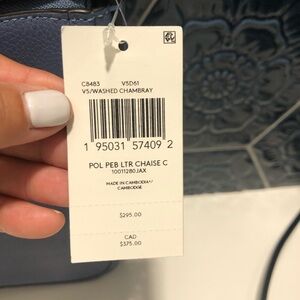 C8483 V5D61
V5/WASHED CHAMBRAY
1 95031 57409 2
POL PEB LTR CHAISE C
10011280JAX
MADE IN CAMBODIA*/
CAMBODGE
$295.00
CAD
$375.00